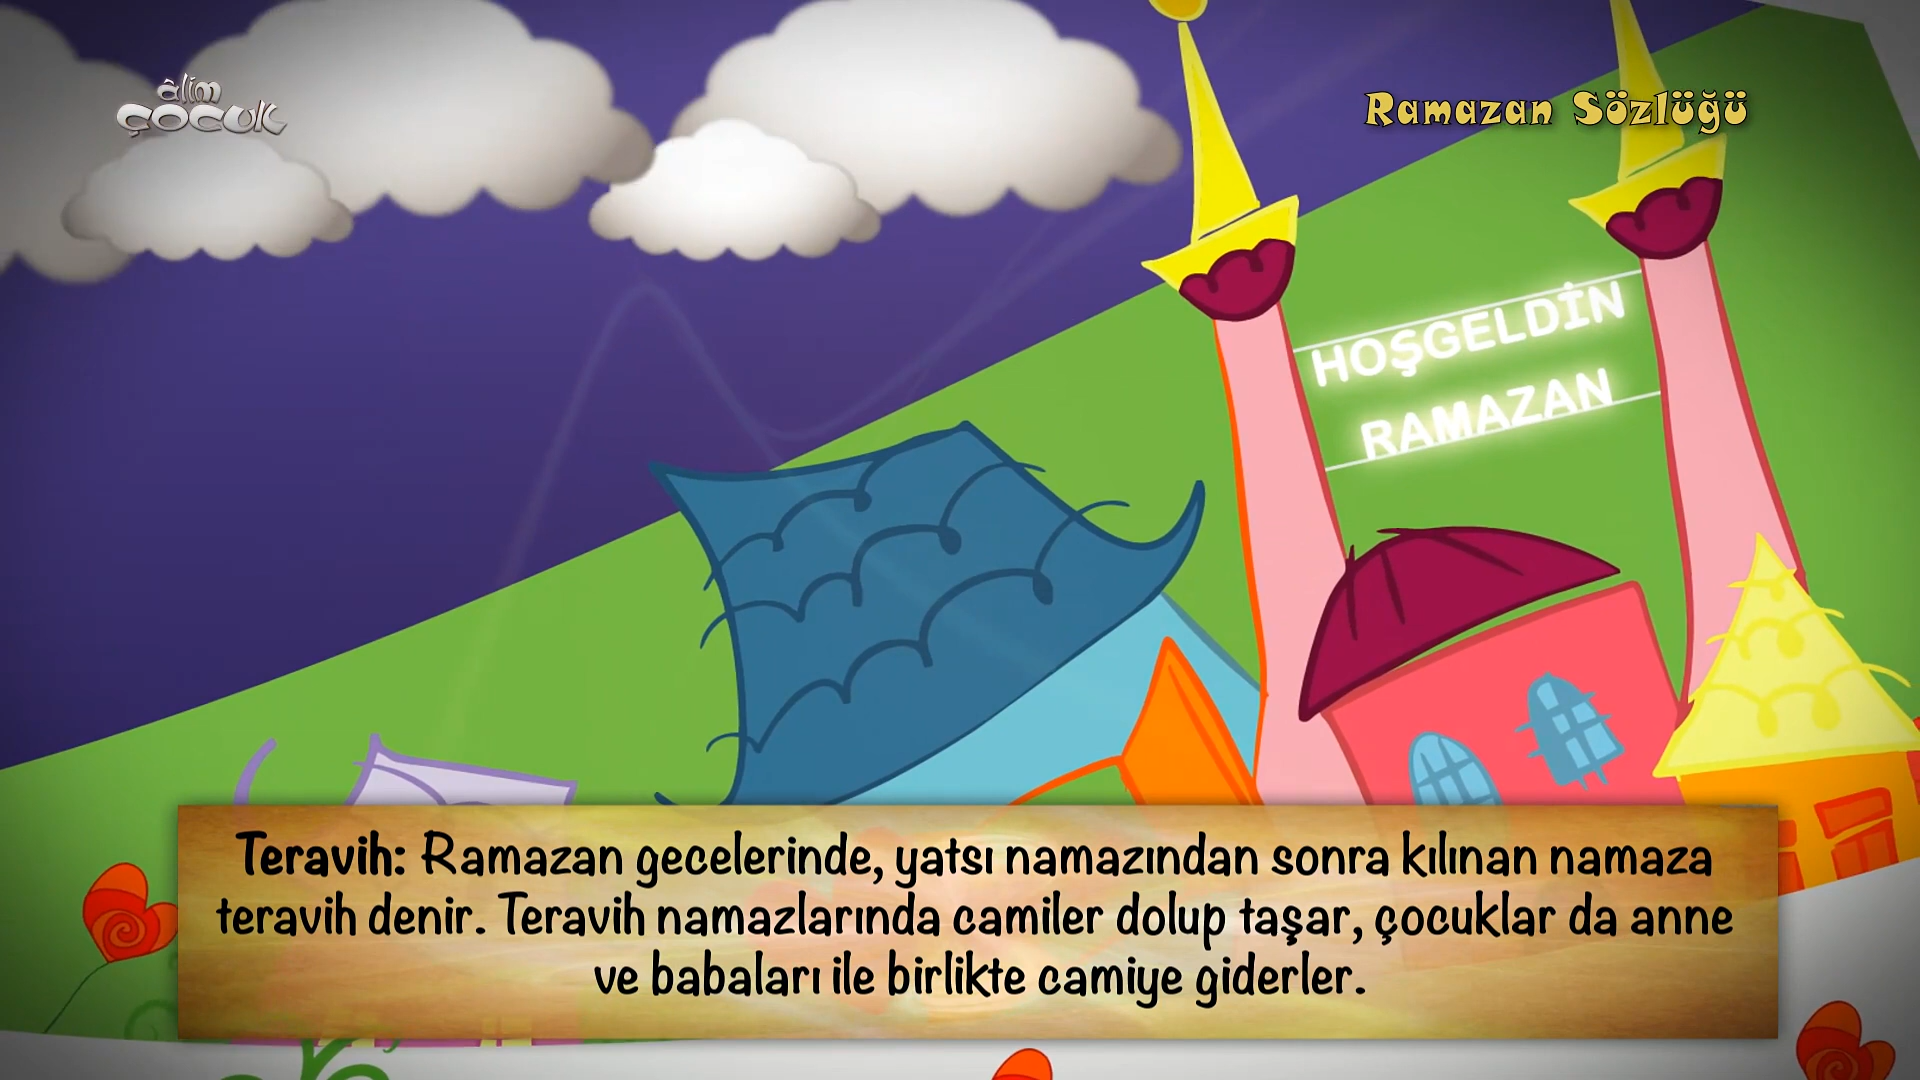 âlim
çocuk
Ramazan Sözlüğü
HOŞGELDİN
RAMAZAN
Teravih: Ramazan gecelerinde, yatsı namazından sonra kılınan namaza
teravih denir. Teravih namazlarında camiler dolup taşar, çocuklar da anne
ve babaları ile birlikte camiye giderler.